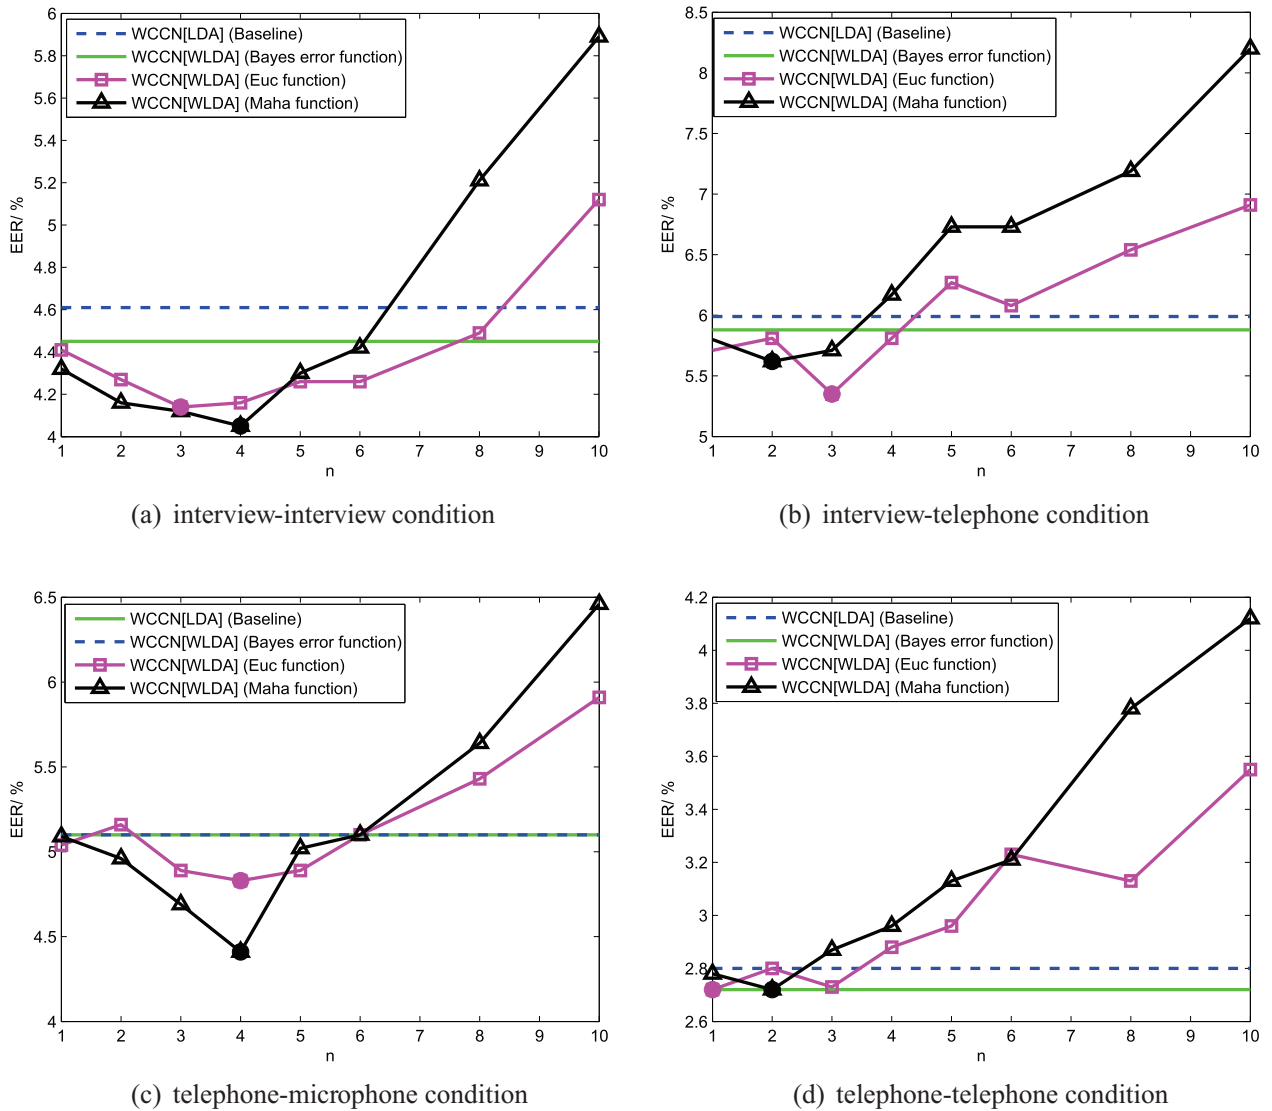 6
5.8
5.6
5.4
5.2
5
4.8
4.6
4.4
4.2
4
EER/ %
WCCN[LDA] (Baseline)
WCCN[WLDA] (Bayes error function)
WCCN[WLDA] (Euc function)
WCCN[WLDA] (Maha function)
1 2 3 4 5 6 7 8 9 10
n
(a) interview-interview condition
8.5
8
7.5
7
6.5
6
5.5
5
EER/ %
WCCN[LDA] (Baseline)
WCCN[WLDA] (Bayes error function)
WCCN[WLDA] (Euc function)
WCCN[WLDA] (Maha function)
1 2 3 4 5 6 7 8 9 10
n
(b) interview-telephone condition
6.5
6
5.5
5
4.5
4
EER/ %
WCCN[LDA] (Baseline)
WCCN[WLDA] (Bayes error function)
WCCN[WLDA] (Euc function)
WCCN[WLDA] (Maha function)
1 2 3 4 5 6 7 8 9 10
n
(c) telephone-microphone condition
4.2
4
3.8
3.6
3.4
3.2
3
2.8
2.6
EER/ %
WCCN[LDA] (Baseline)
WCCN[WLDA] (Bayes error function)
WCCN[WLDA] (Euc function)
WCCN[WLDA] (Maha function)
1 2 3 4 5 6 7 8 9 10
n
(d) telephone-telephone condition